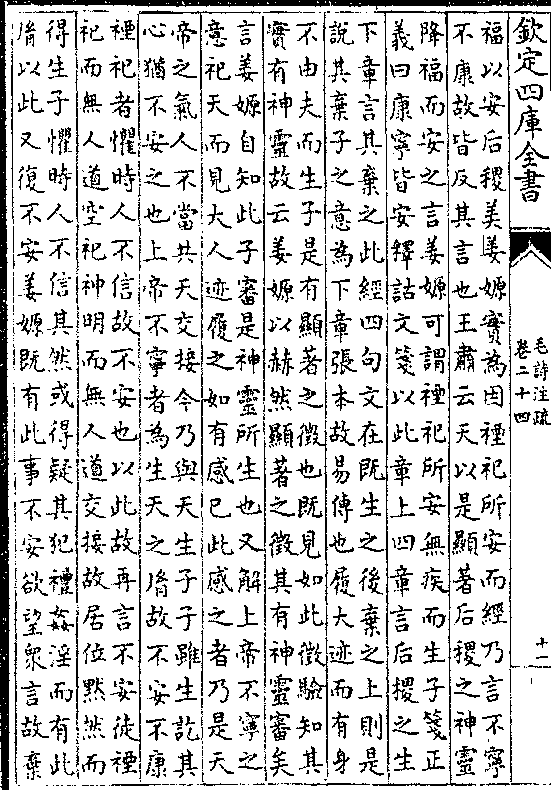 欽定四庫全書
毛詩注疏
卷二十四
十一
福以安后稷美姜嫄實為因禋祀所安而經乃言不寧
不康故皆反其言也王肅云天以是顯著后稷之神靈
降福而安之言姜嫄可謂禋祀所安無疾而生子箋正
義曰康寧皆安釋詁文箋以此章上四章言后稷之生
下章言其棄之此經四句文在既生之後棄之上則是
說其棄子之意為下章張本故易傳也履大迹而有身
不由夫而生子是有顯著之徵也既見如此徵驗知其
實有神靈故云姜嫄以赫然顯著之徵其有神靈審矣
言姜嫄自知此子審是神靈所生也又解上帝不寧之
意祀天而見大人迹履之如有感已此感之者乃是天
帝之氣人不當共天交接今乃與天生子子雖生訖其
心猶不安之也上帝不寧者為生天之㣧故不安不康
禋祀者懼時人不信故不安也以此故再言不安徒禋
祀而無人道空祀神明而無人道交接故居位默然而
得生子懼時人不信其然或得疑其犯禮姦淫而有此
㣧以此又復不安姜嫄既有此事不安欲望衆言故棄